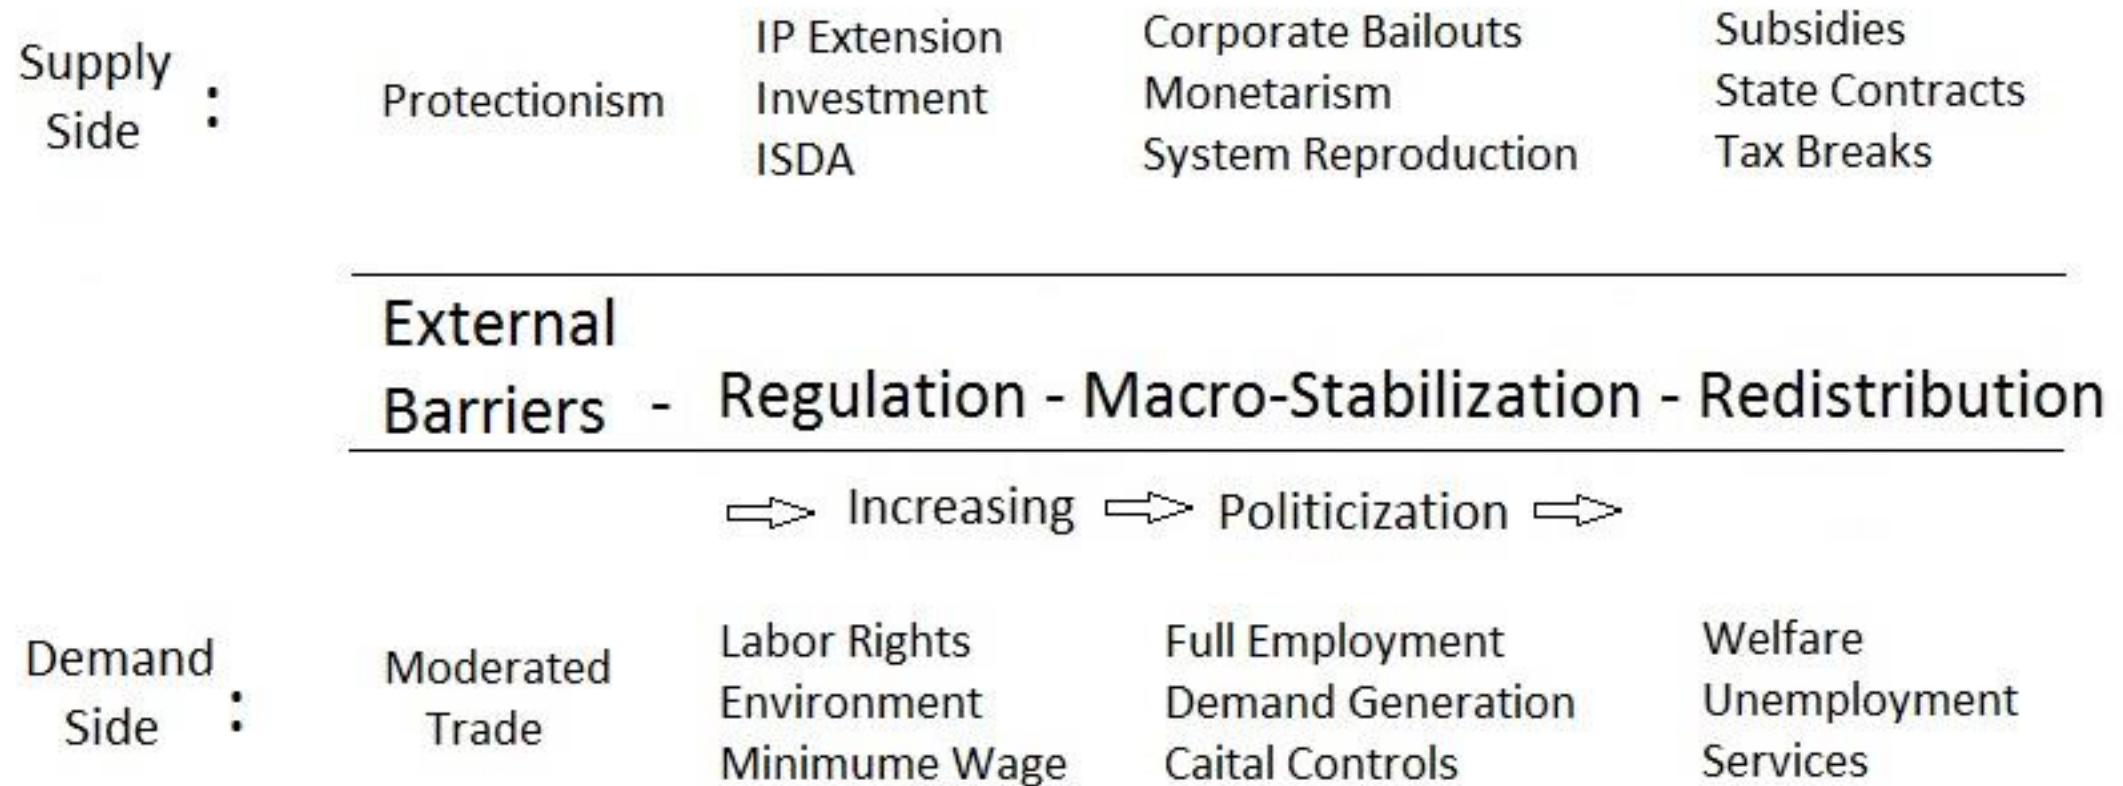 Supply Side :
Protectionism
IP Extension
Investment
ISDA
Corporate Bailouts
Monetarism
System Reproduction
Subsidies
State Contracts
Tax Breaks
External
Barriers - Regulation - Macro-Stabilization - Redistribution
Increasing Politicization
Demand Side :
Moderated
Trade
Labor Rights
Environment
Minimume Wage
Full Employment
Demand Generation
Caital Controls
Welfare
Unemployment
Services